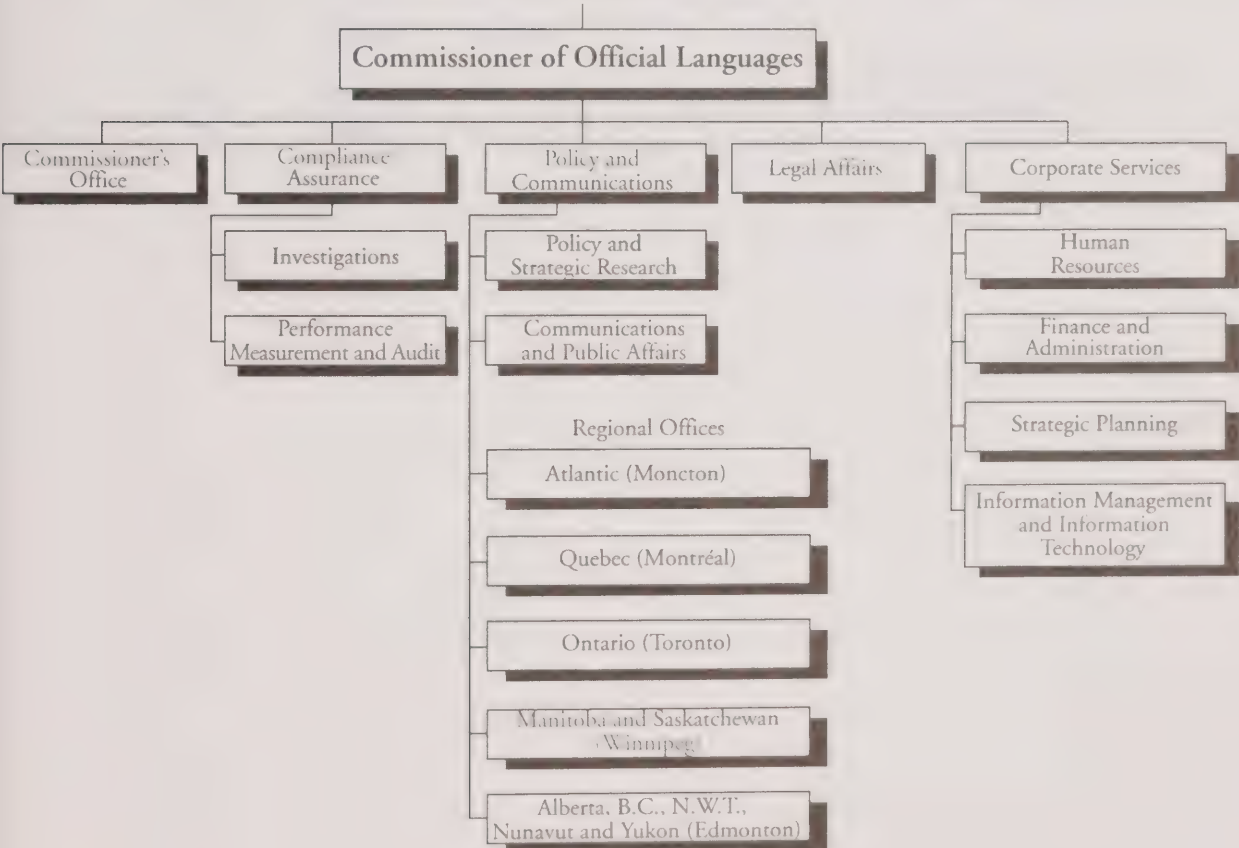 Commissioner of Official Languages
Commissioner's
Office
Compliance
Assurance
Policy and
Communications
Legal Affairs
Corporate Services
Investigations
Performance
Measurement and Audit
Policy and
Strategic Research
Communications
and Public Affairs
Regional Offices
Atlantic (Moncton)
Quebec (Montréal)
Ontario (Toronto)
Manitoba and Saskatchewan
(Winnipeg)
Alberta, B.C., N.W.T.,
Nunavut and Yukon (Edmonton)
Human
Resources
Finance and
Administration
Strategic Planning
Information Management
and Information
Technology